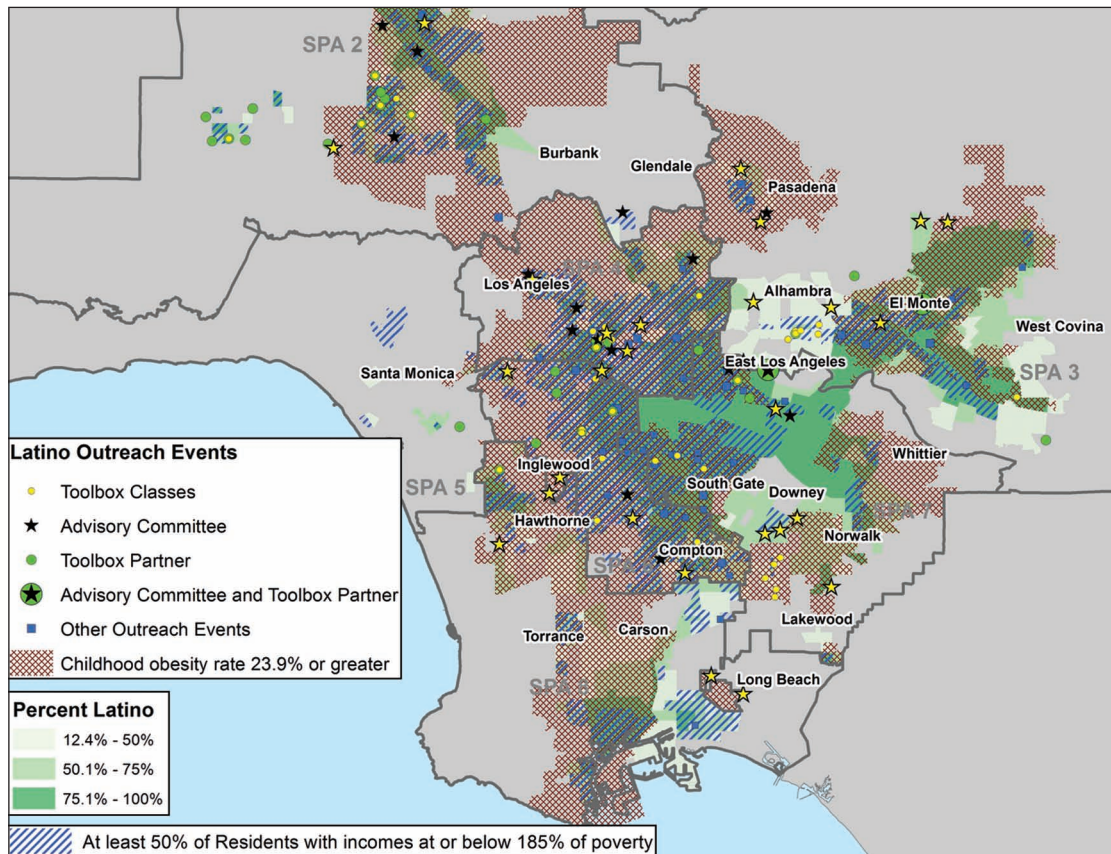 SPA 2
Burbank
Glendale
Pasadena
Los Angeles
Alhambra
El Monte
West Covina
Santa Monica
East Los Angeles
SPA 3
Whittier
Inglewood
South Gate
SPA 5
Downey
Hawthorne
SPA 7
Norwalk
Compton
Lakewood
Torrance
Carson
Long Beach
SPA 8
Latino Outreach Events
Toolbox Classes
Advisory Committee
Toolbox Partner
Advisory Committee and Toolbox Partner
Other Outreach Events
Childhood obesity rate 23.9% or greater
Percent Latino
12.4% - 50%
50.1% - 75%
75.1% - 100%
At least 50% of Residents with incomes at or below 185% of poverty